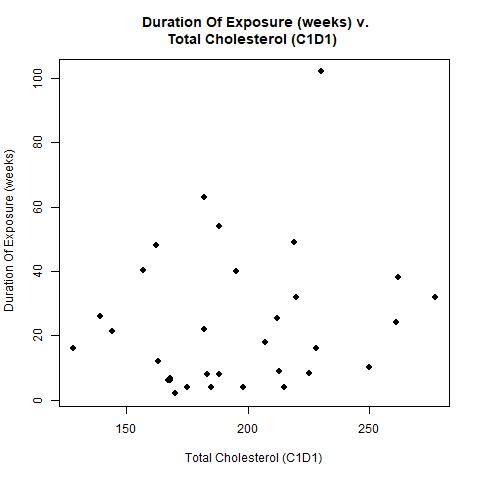 Duration Of Exposure (weeks) v.
Total Cholesterol (C1D1)
100
80
60
40
20
0
Duration Of Exposure (weeks)
150
200
250
Total Cholesterol (C1D1)